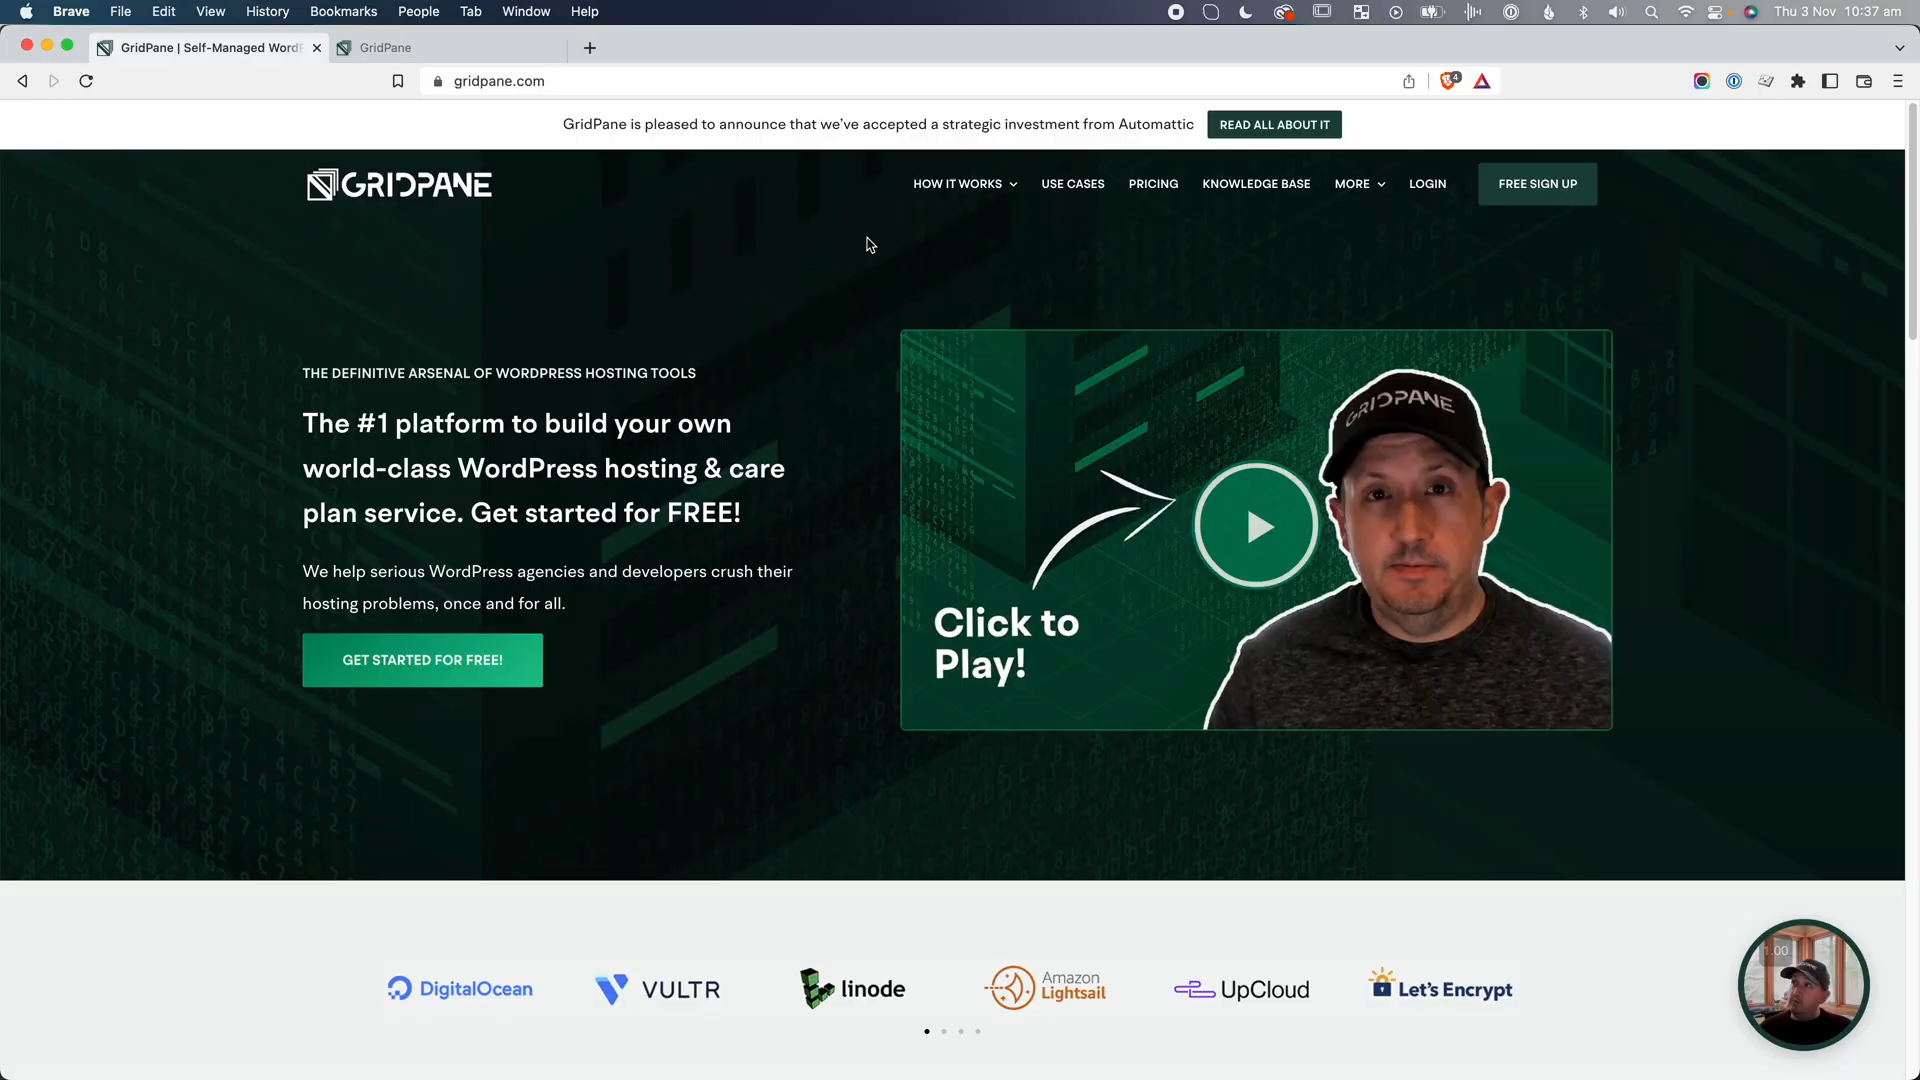 Brave File Edit View History Bookmarks People Tab Window Help
Thu 3 Nov 10:37 am
GridPane | Self-Managed Word
GridPane
gridpane.com
4
GridPane is pleased to announce that we've accepted a strategic investment from Automattic
READ ALL ABOUT IT
GRIDPANE
HOW IT WORKS
USE CASES
PRICING
KNOWLEDGE BASE
MORE
LOGIN
FREE SIGN UP
THE DEFINITIVE ARSENAL OF WORDPRESS HOSTING TOOLS
The #1 platform to build your own
world-class WordPress hosting & care
plan service. Get started for FREE!
We help serious WordPress agencies and developers crush their
hosting problems, once and for all.
GET STARTED FOR FREE!
GRIDPANE
Click to
Play!
DigitalOcean
VULTR
linode
Amazon
Lightsail
UpCloud
Let's Encrypt
1.00